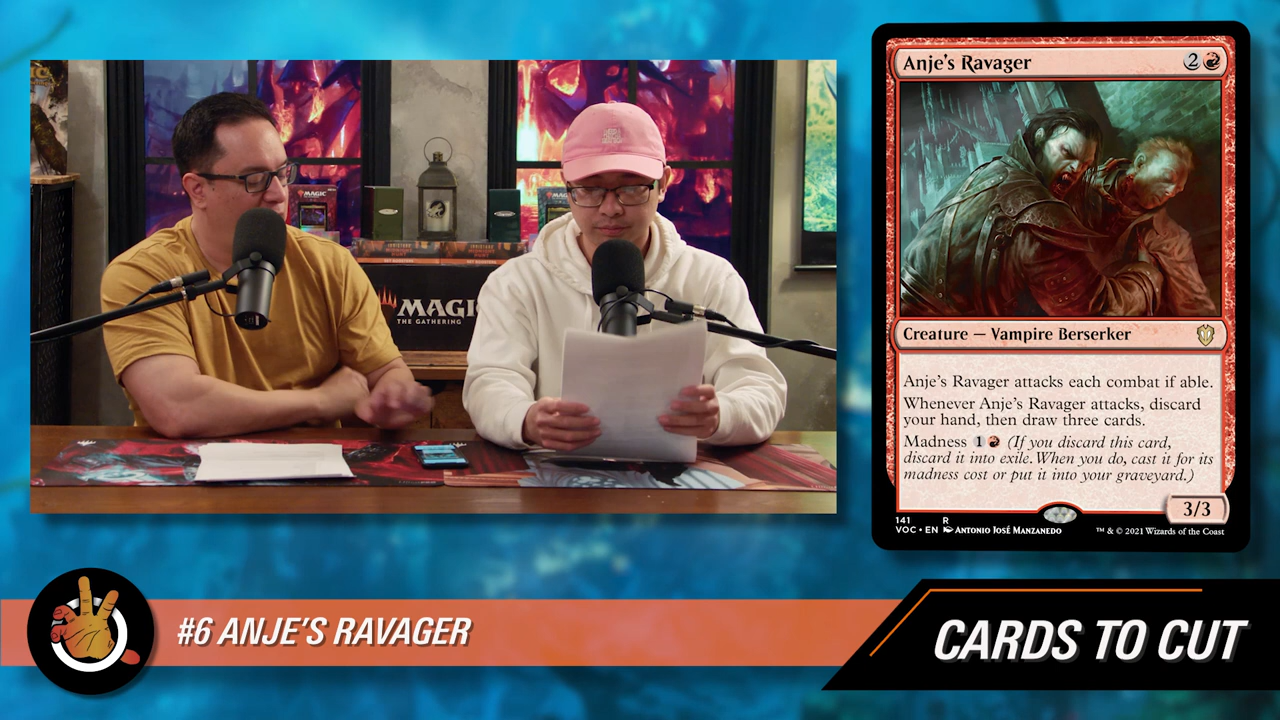 Anje's Ravager 2
Creature — Vampire Berserker
Anje's Ravager attacks each combat if able.
Whenever Anje's Ravager attacks, discard
your hand, then draw three cards.
Madness 1 (If you discard this card,
discard it into exile. When you do, cast it for its
madness cost or put it into your graveyard.)
3/3
141 R
VOC • EN Antonio José Manzanedo ™ & © 2021 Wizards of the Coast
MAGIC
MAGIC
THE GATHERING
#6 ANJE'S RAVAGER
CARDS TO CUT